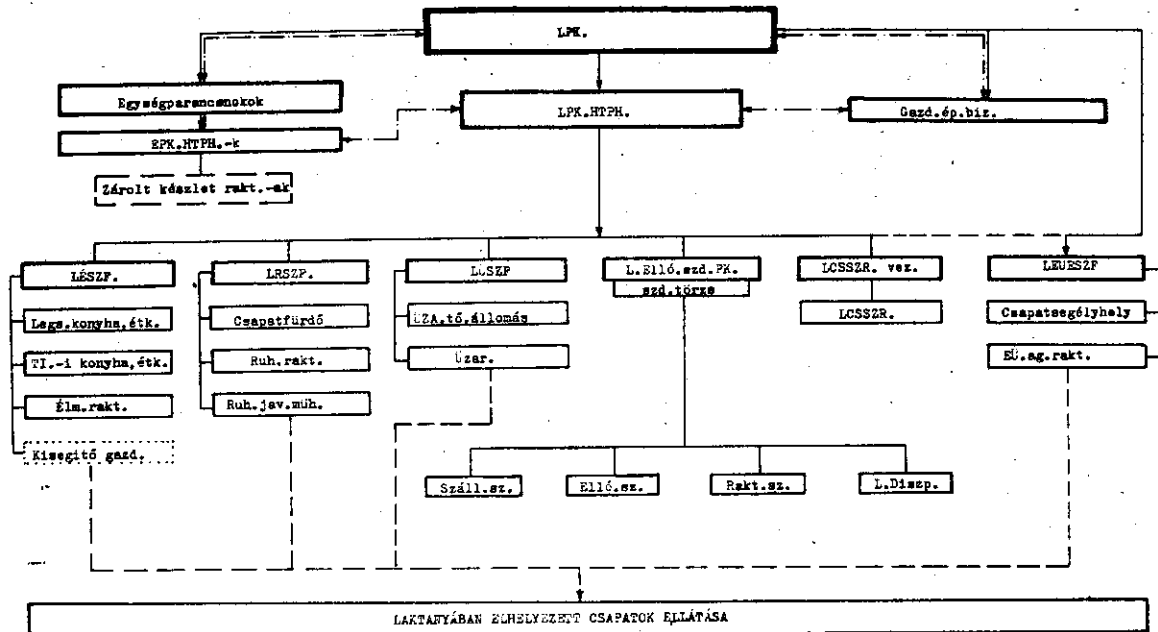 LPK.
Egységparancsnokok
LPK.HTPH.
Gazd.ép.biz.
EPK.HTPH.-k
Zárolt készlet rakt.-ak
LÉSZF.
LRSZF.
LÜSZF
L.Elló.szd.PK.
szd.törzs
LCSSZR. vez.
LEUESZF
Legs.konyha,étk.
Csapatfürdő
ÜZA.tő.állomás
LCSSZR.
Csapatsegélyhely
TI.-i konyha,étk.
Ruh.rakt.
Üzar.
EÜ.ag.rakt.
Élm.rakt.
Ruh.jav.műh.
Kisegitő gazd.
Száll.sz.
Elló.sz.
Rakt.sz.
L.Diszp.
LAKTANYÁBAN ELHELYEZETT CSAPATOK ELLÁTÁSA